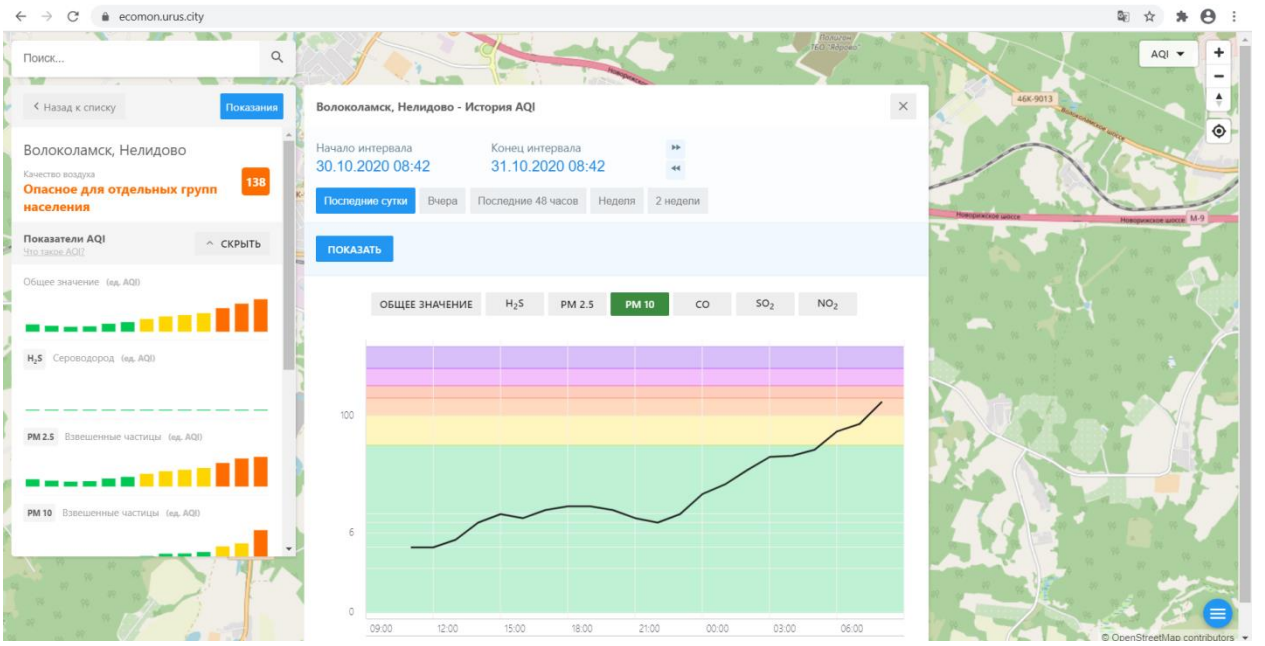 ecomon.urus.city
Поиск...
AQI
Полигон
ТБО "Ядрово"
46К-9013
Волоколамское шоссе
Новорижское шоссе
Новорижское шоссе
М-9
Назад к списку
Показания
Волоколамск, Нелидово
Качество воздуха
Опасное для отдельных групп
населения
138
Показатели AQI
Что такое AQI?
СКРЫТЬ
Общее значение (ед. AQI)
H₂S Сероводород (ед. AQI)
PM 2.5 Взвешенные частицы (ед. AQI)
PM 10 Взвешенные частицы (ед. AQI)
Волоколамск, Нелидово - История AQI
Начало интервала
Конец интервала
30.10.2020 08:42
31.10.2020 08:42
Последние сутки
Вчера
Последние 48 часов
Неделя
2 недели
ПОКАЗАТЬ
ОБЩЕЕ ЗНАЧЕНИЕ
H₂S
PM 2.5
PM 10
CO
SO₂
NO₂
100
6
0
09:00
12:00
15:00
18:00
21:00
00:00
03:00
06:00
© OpenStreetMap contributors